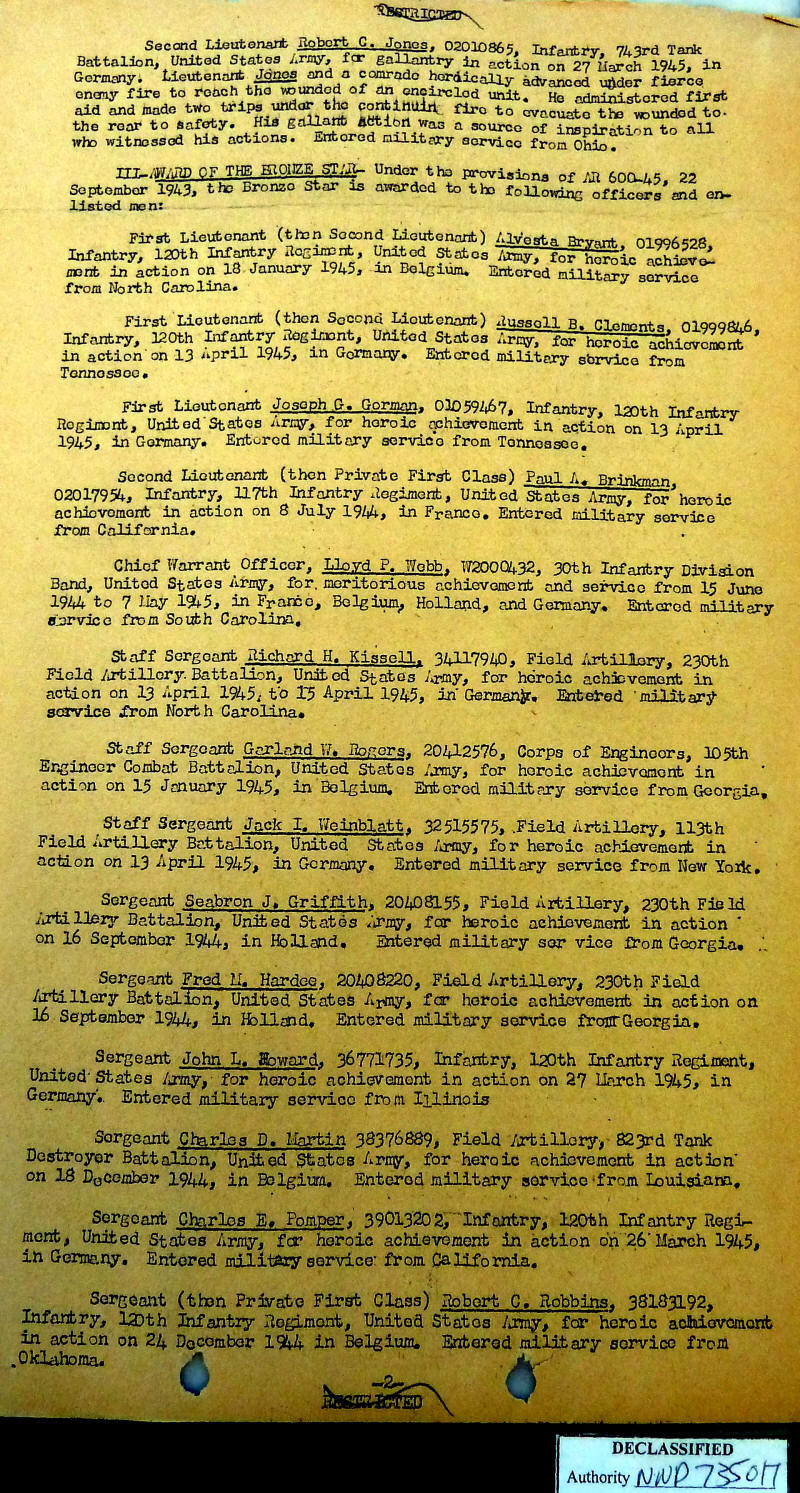 RESTRICTED
Second Lieutenant Robert C. Jones, 02010865, Infantry, 743rd Tank
Battalion, United States Army, for gallantry in action on 27 March 1945, in
Germany. Lieutenant Jones and a comrade heroically advanced under fierce
enemy fire to reach the wounded of an encircled unit. He administered first
aid and made two trips under the continuin fire to evacuate the wounded to
the rear to safety. His gallant action was a source of inspiration to all
who witnessed his actions. Entered military service from Ohio.
III-AWARD OF THE BRONZE STAR- Under the provisions of AR 600-45, 22
September 1943, the Bronze Star is awarded to the following officers and en-
listed men:
First Lieutenant (then Second Lieutenant) Alvesta Bryant, 01996528,
Infantry, 120th Infantry Regiment, United States Army, for heroic achieve-
ment in action on 18 January 1945, in Belgium. Entered military service
from North Carolina.
First Lieutenant (then Second Lieutenant) Russell B. Clements, 01999846,
Infantry, 120th Infantry Regiment, United States Army, for heroic achievement
in action on 13 April 1945, in Germany. Entered military service from
Tennessee.
First Lieutenant Joseph G. Gorman, 01059467, Infantry, 120th Infantry
Regiment, United States Army, for heroic achievement in action on 13 April
1945, in Germany. Entered military service from Tennessee.
Second Lieutenant (then Private First Class) Paul A. Brinkman,
02017954, Infantry, 117th Infantry Regiment, United States Army, for heroic
achievement in action on 8 July 1944, in France. Entered military service
from California.
Chief Warrant Officer, Lloyd P. Webb, W2000432, 30th Infantry Division
Band, United States Army, for meritorious achievement and service from 15 June
1944 to 7 May 1945, in France, Belgium, Holland, and Germany. Entered military
service from South Carolina.
Staff Sergeant Richard H. Kissell, 34117940, Field Artillery, 230th
Field Artillery Battalion, United States Army, for heroic achievement in
action on 13 April 1945, to 15 April 1945, in Germany. Entered military
service from North Carolina.
Staff Sergeant Garland W. Rogers, 20412576, Corps of Engineers, 105th
Engineer Combat Battalion, United States Army, for heroic achievement in
action on 15 January 1945, in Belgium. Entered military service from Georgia.
Staff Sergeant Jack I. Weinblatt, 32515575, Field Artillery, 113th
Field Artillery Battalion, United States Army, for heroic achievement in
action on 13 April 1945, in Germany. Entered military service from New York.
Sergeant Seabron J. Griffith, 20408155, Field Artillery, 230th Field
Artillery Battalion, United States Army, for heroic achievement in action
on 16 September 1944, in Holland. Entered military ser vice from Georgia.
Sergeant Fred M. Hardee, 20408220, Field Artillery, 230th Field
Artillery Battalion, United States Army, for heroic achievement in action on
16 September 1944, in Holland. Entered military service from Georgia.
Sergeant John L. Howard, 36771735, Infantry, 120th Infantry Regiment,
United States Army, for heroic achievement in action on 27 March 1945, in
Germany. Entered military service from Illinois
Sergeant Charles D. Martin 38376889, Field Artillery, 823rd Tank
Destroyer Battalion, United States Army, for heroic achievement in action
on 18 December 1944, in Belgium. Entered military service from Louisiana.
Sergeant Charles E. Pomper, 39013202, Infantry, 120th Infantry Regi-
ment, United States Army, for heroic achievement in action on 26 March 1945,
in Germany. Entered military service from California.
Sergeant (then Private First Class) Robert C. Robbins, 38183192,
Infantry, 120th Infantry Regiment, United States Army, for heroic achievement
in action on 24 December 1944 in Belgium. Entered military service from
Oklahoma.
-2-
RESTRICTED
DECLASSIFIED
Authority NND 735017